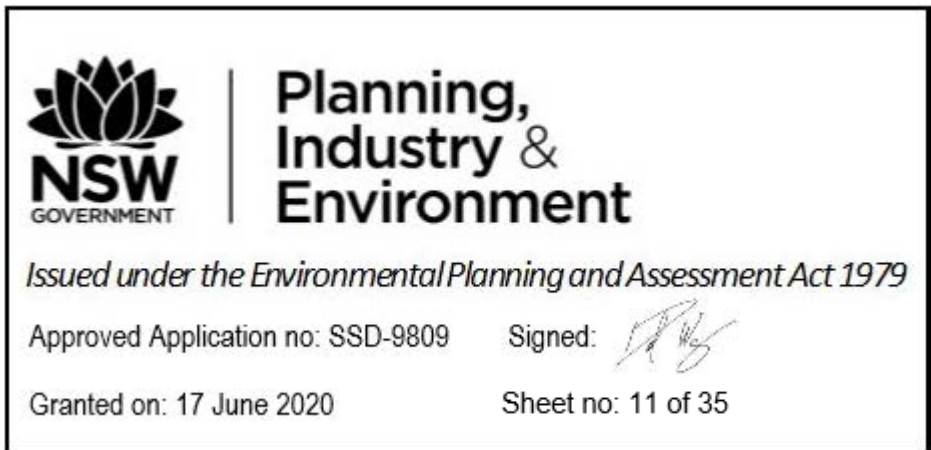 NSW
GOVERNMENT
Planning,
Industry &
Environment
Issued under the Environmental Planning and Assessment Act 1979
Approved Application no: SSD-9809 Signed:
Granted on: 17 June 2020 Sheet no: 11 of 35